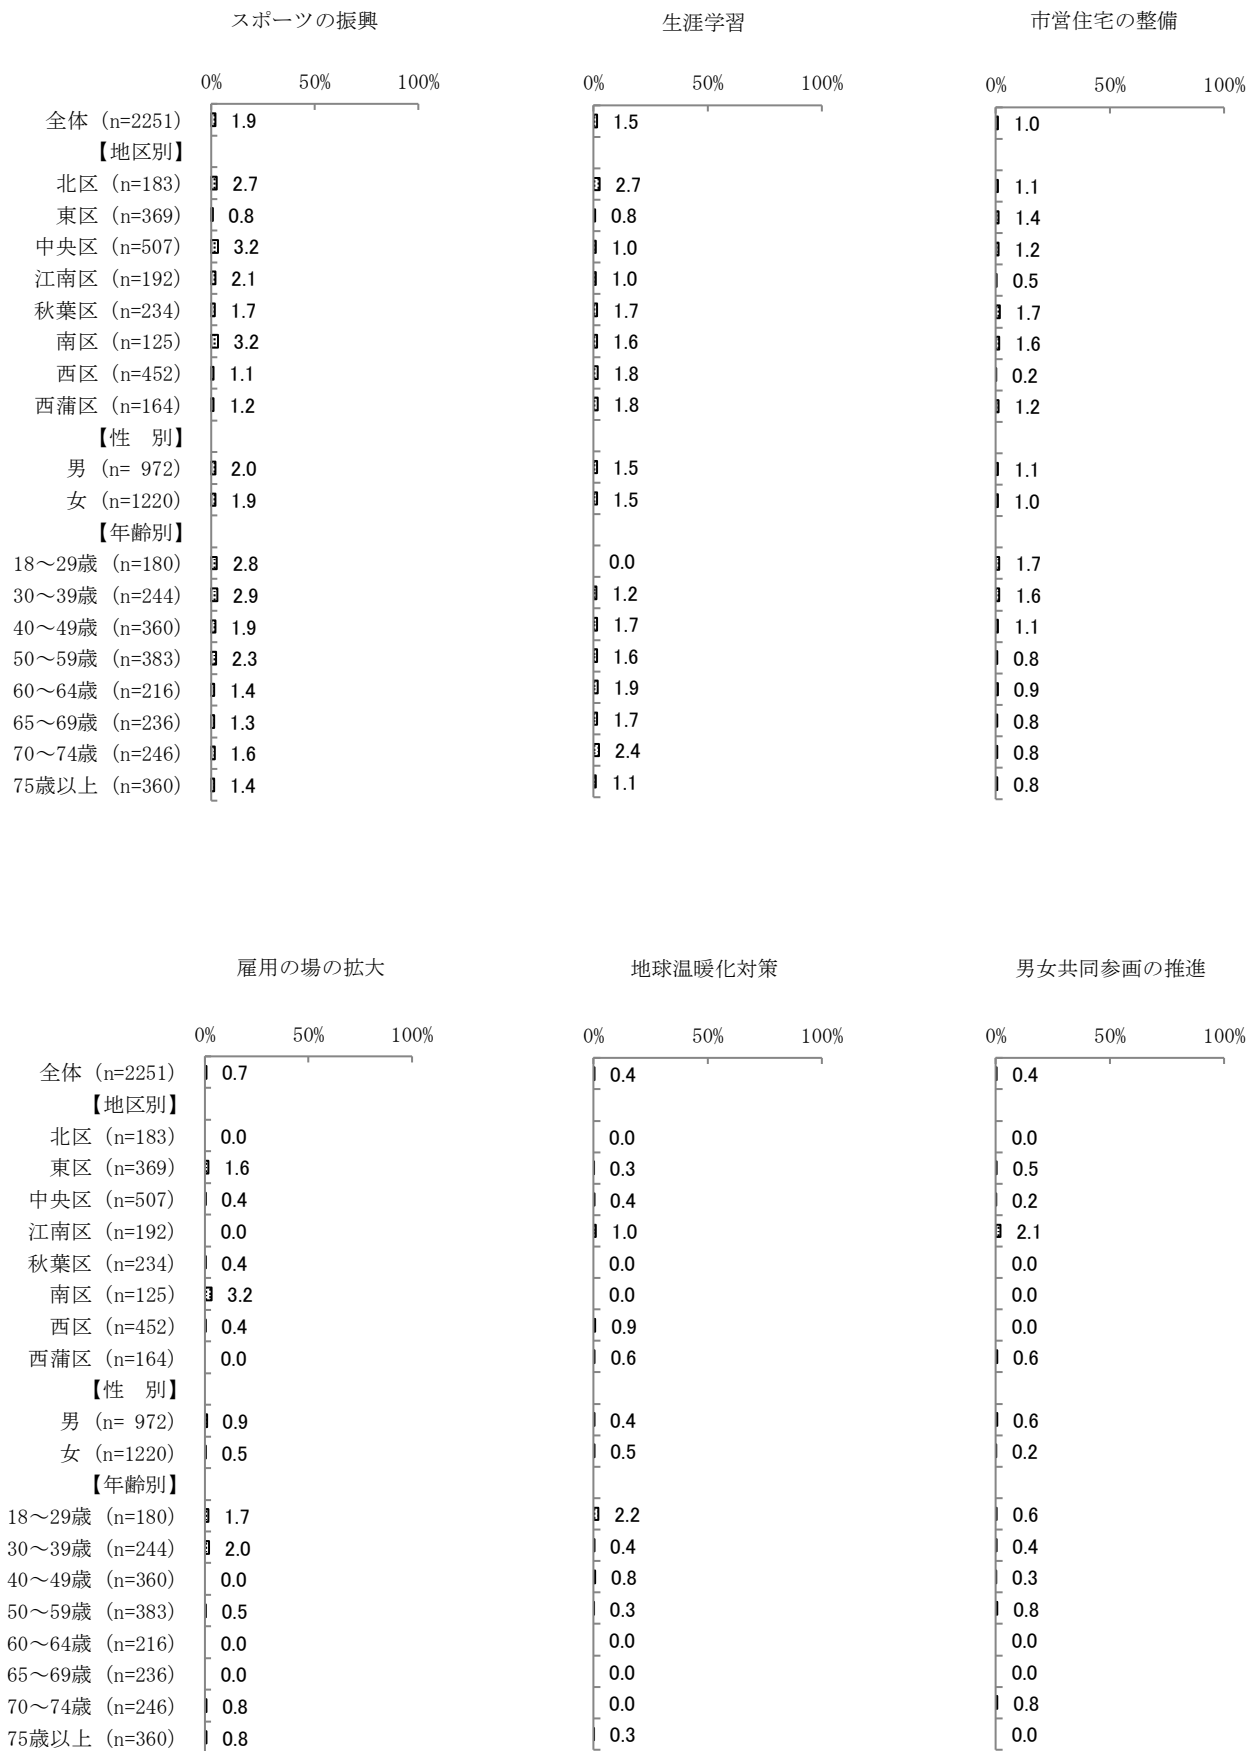 スポーツの振興 生涯学習 市営住宅の整備
0% 50% 100% 0% 50% 100% 0% 50% 100%
全体 (n=2251) 1.9 1.5 1.0
【地区別】
北区 (n=183) 2.7 2.7 1.1
東区 (n=369) 0.8 0.8 1.4
中央区 (n=507) 3.2 1.0 1.2
江南区 (n=192) 2.1 1.0 0.5
秋葉区 (n=234) 1.7 1.7 1.7
南区 (n=125) 3.2 1.6 1.6
西区 (n=452) 1.1 1.8 0.2
西蒲区 (n=164) 1.2 1.8 1.2
【性　別】
男 (n= 972) 2.0 1.5 1.1
女 (n=1220) 1.9 1.5 1.0
【年齢別】
18～29歳 (n=180) 2.8 0.0 1.7
30～39歳 (n=244) 2.9 1.2 1.6
40～49歳 (n=360) 1.9 1.7 1.1
50～59歳 (n=383) 2.3 1.6 0.8
60～64歳 (n=216) 1.4 1.9 0.9
65～69歳 (n=236) 1.3 1.7 0.8
70～74歳 (n=246) 1.6 2.4 0.8
75歳以上 (n=360) 1.4 1.1 0.8
雇用の場の拡大 地球温暖化対策 男女共同参画の推進
0% 50% 100% 0% 50% 100% 0% 50% 100%
全体 (n=2251) 0.7 0.4 0.4
【地区別】
北区 (n=183) 0.0 0.0 0.0
東区 (n=369) 1.6 0.3 0.5
中央区 (n=507) 0.4 0.4 0.2
江南区 (n=192) 0.0 1.0 2.1
秋葉区 (n=234) 0.4 0.0 0.0
南区 (n=125) 3.2 0.0 0.0
西区 (n=452) 0.4 0.9 0.0
西蒲区 (n=164) 0.0 0.6 0.6
【性　別】
男 (n= 972) 0.9 0.4 0.6
女 (n=1220) 0.5 0.5 0.2
【年齢別】
18～29歳 (n=180) 1.7 2.2 0.6
30～39歳 (n=244) 2.0 0.4 0.4
40～49歳 (n=360) 0.0 0.8 0.3
50～59歳 (n=383) 0.5 0.3 0.8
60～64歳 (n=216) 0.0 0.0 0.0
65～69歳 (n=236) 0.0 0.0 0.0
70～74歳 (n=246) 0.8 0.0 0.8
75歳以上 (n=360) 0.8 0.3 0.0